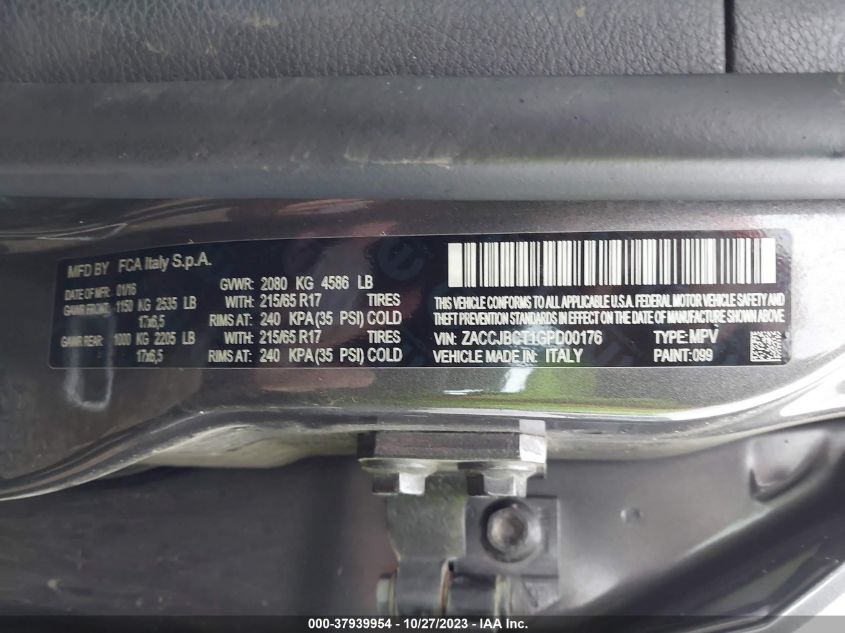 MFD BY FCA Italy S.p.A.
DATE OF MFR: 01/16 GVWR: 2080 KG 4586 LB
GAWR FRONT: 1150 KG 2535 LB WITH: 215/65 R17 TIRES
17x6,5 RIMS AT: 240 KPA(35 PSI) COLD
GAWR REAR: 1000 KG 2205 LB WITH: 215/65 R17 TIRES
17x6,5 RIMS AT: 240 KPA(35 PSI) COLD
THIS VEHICLE CONFORMS TO ALL APPLICABLE U.S.A. FEDERAL MOTOR VEHICLE SAFETY AND
THEFT PREVENTION STANDARDS IN EFFECT ON THE DATE OF MANUFACTURE SHOWN ABOVE.
VIN: ZACCJBCT1GPD00176 TYPE: MPV
VEHICLE MADE IN: ITALY PAINT: 099
000-37939954 - 10/27/2023 - IAA Inc.